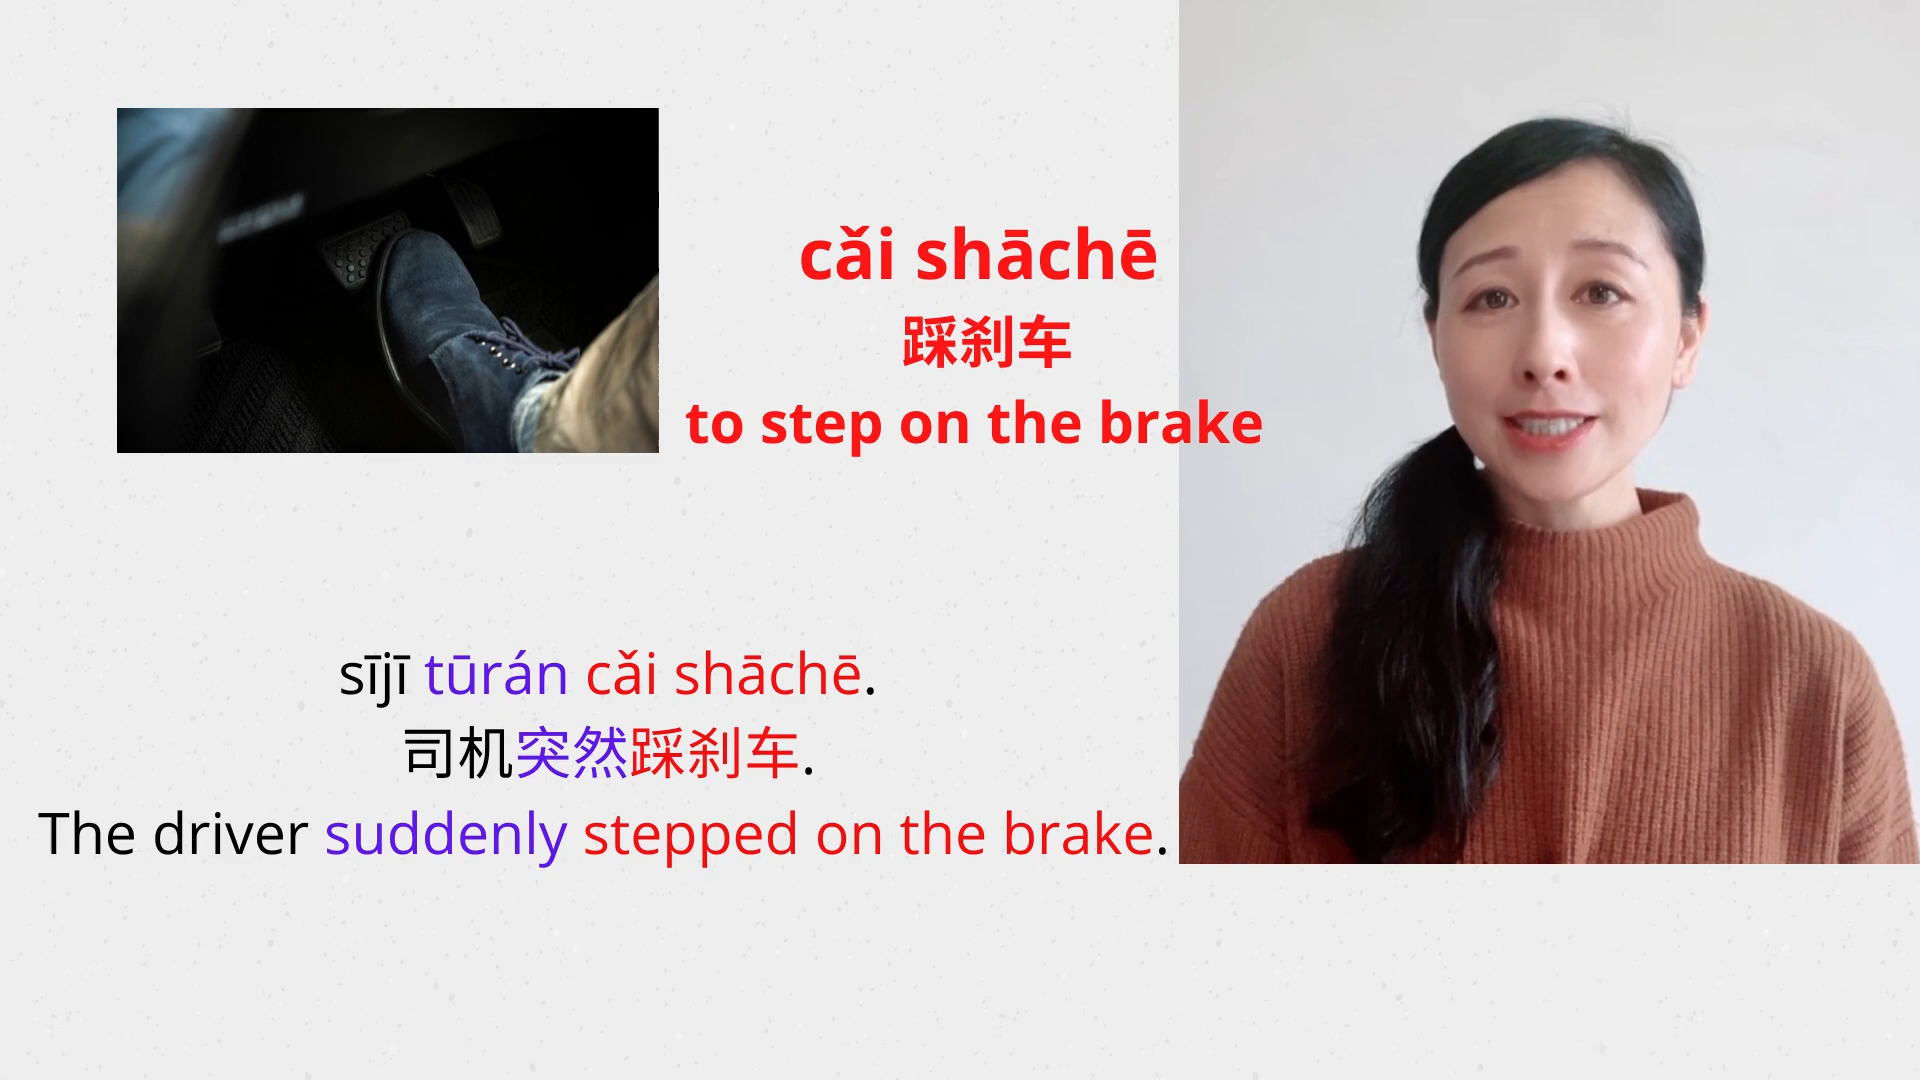 cǎi shāchē
踩刹车
to step on the brake
sījī tūrán cǎi shāchē.
司机突然踩刹车.
The driver suddenly stepped on the brake.